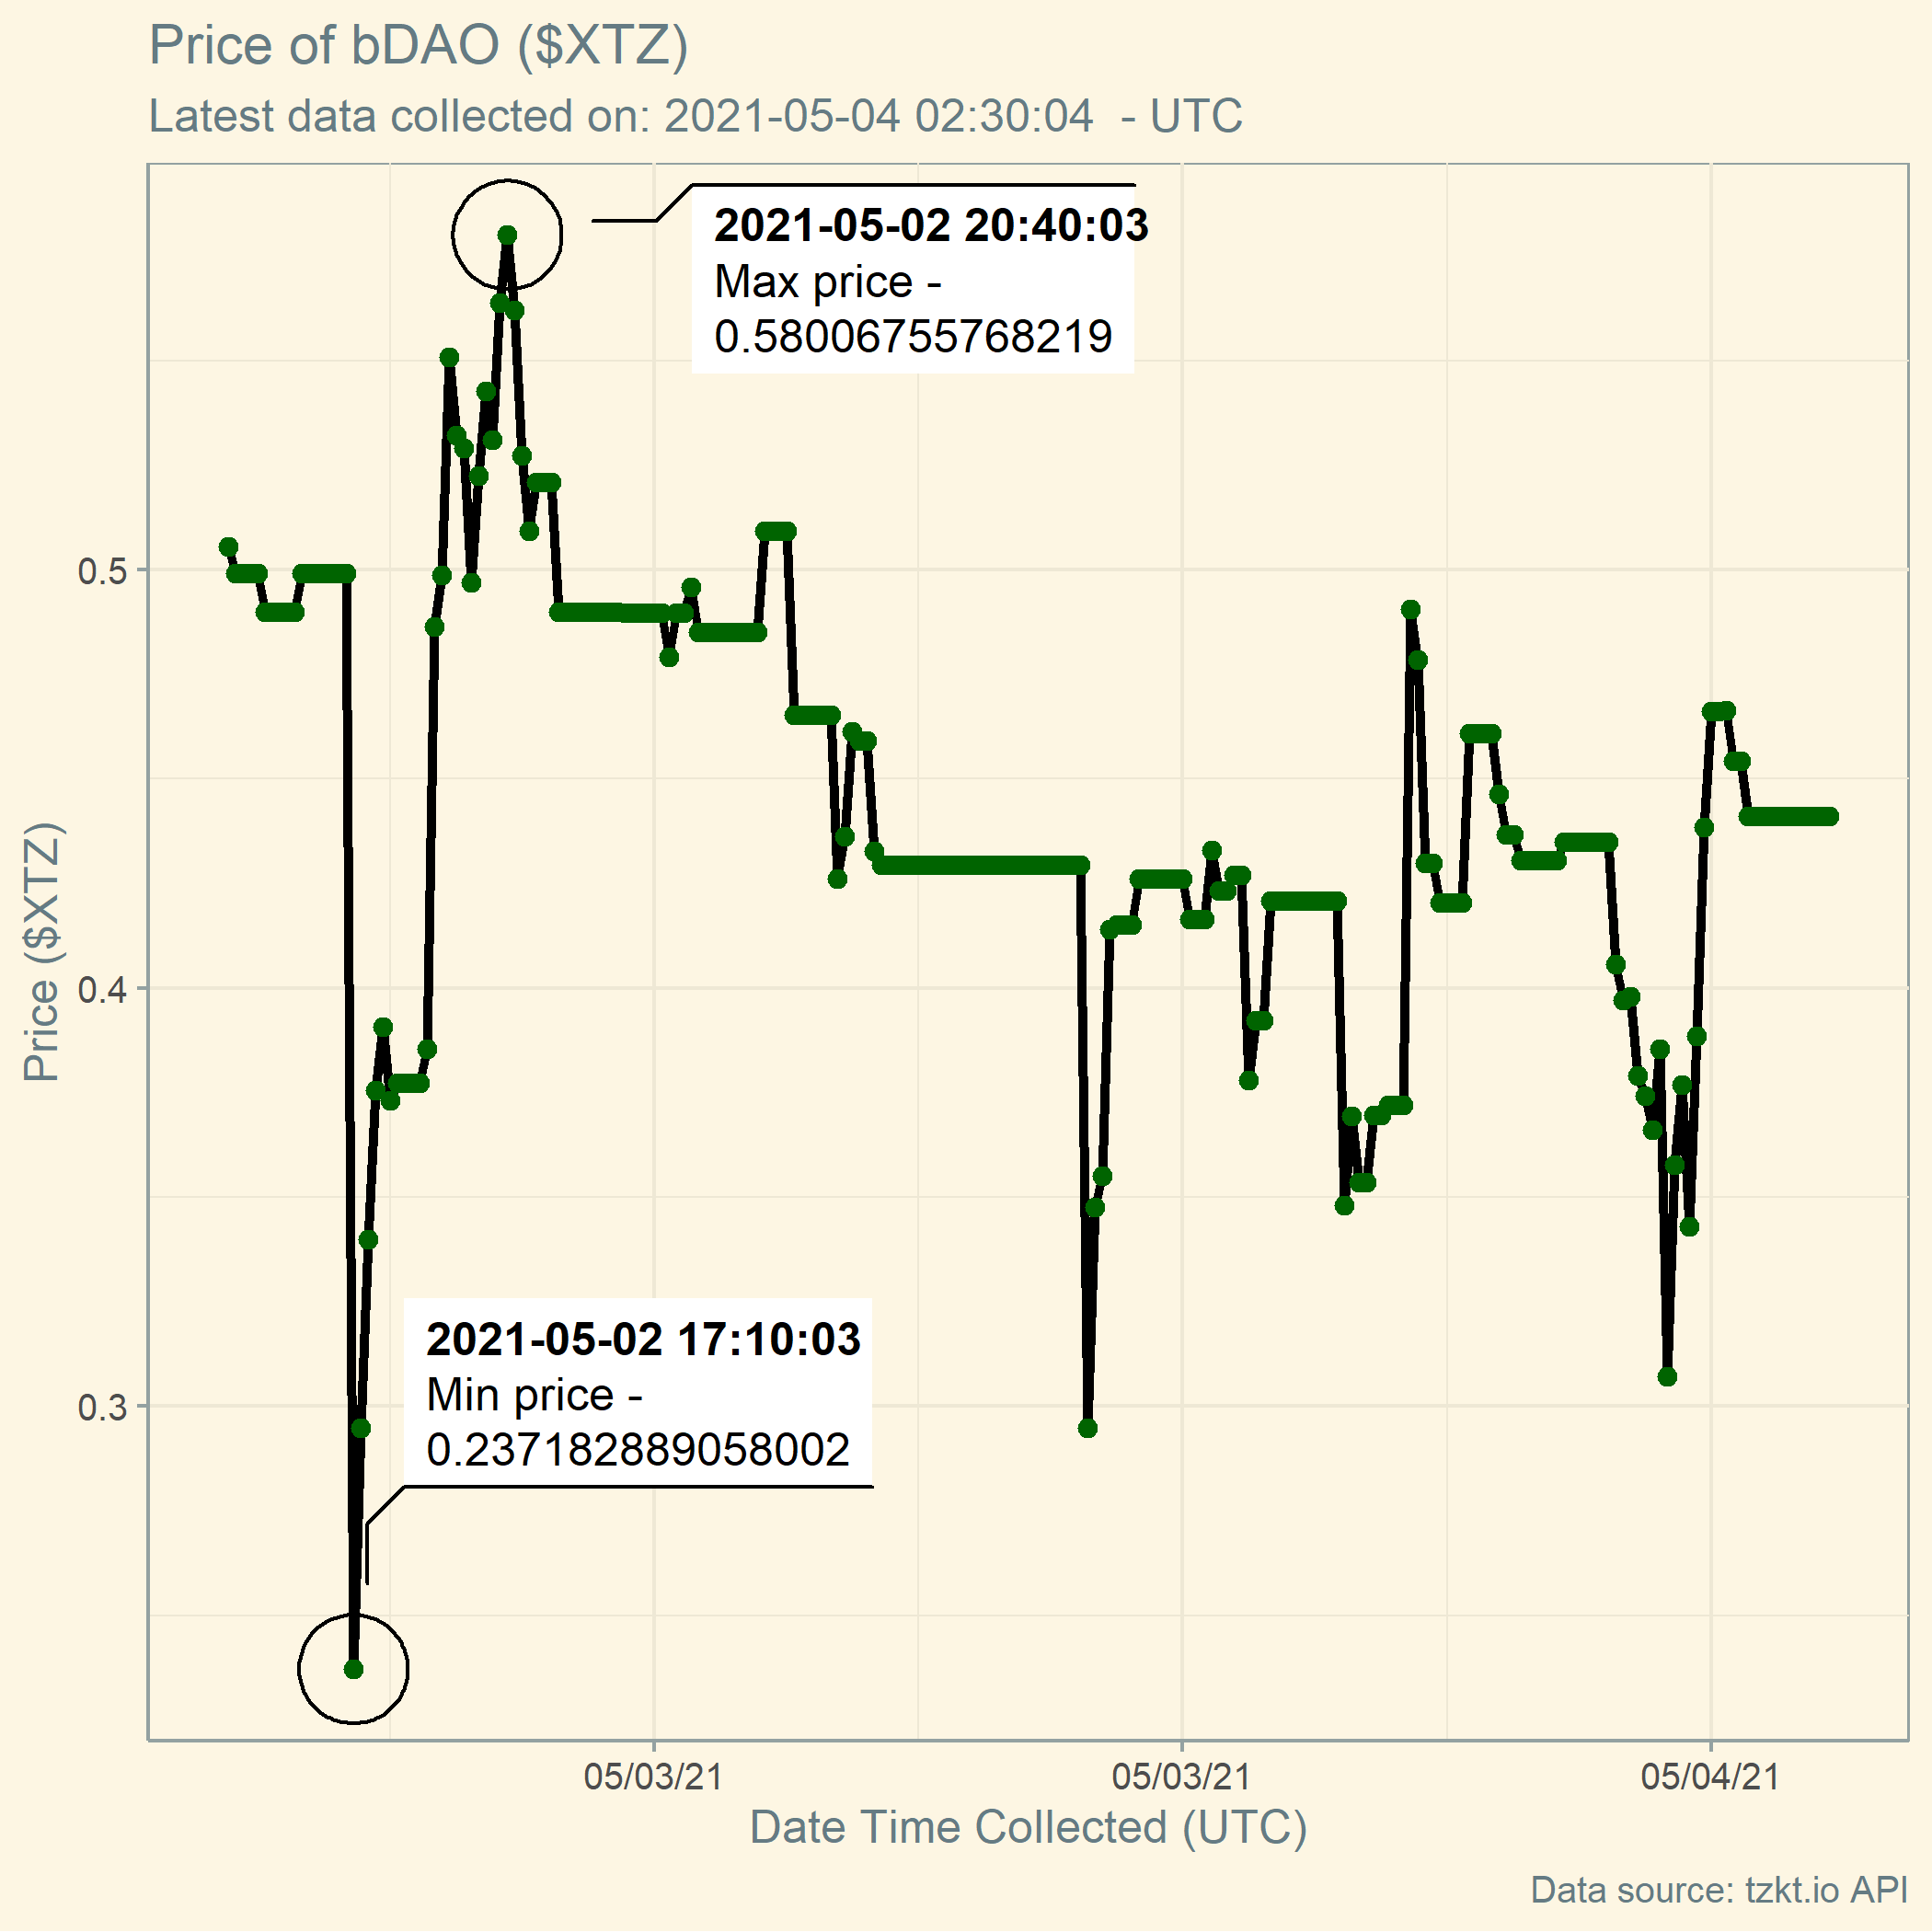 Price of bDAO ($XTZ)
Latest data collected on: 2021-05-04 02:30:04  - UTC
2021-05-02 20:40:03
Max price -
0.58006755768219
0.5
0.4
0.3
Price ($XTZ)
2021-05-02 17:10:03
Min price -
0.237182889058002
05/03/21
05/03/21
05/04/21
Date Time Collected (UTC)
Data source: tzkt.io API